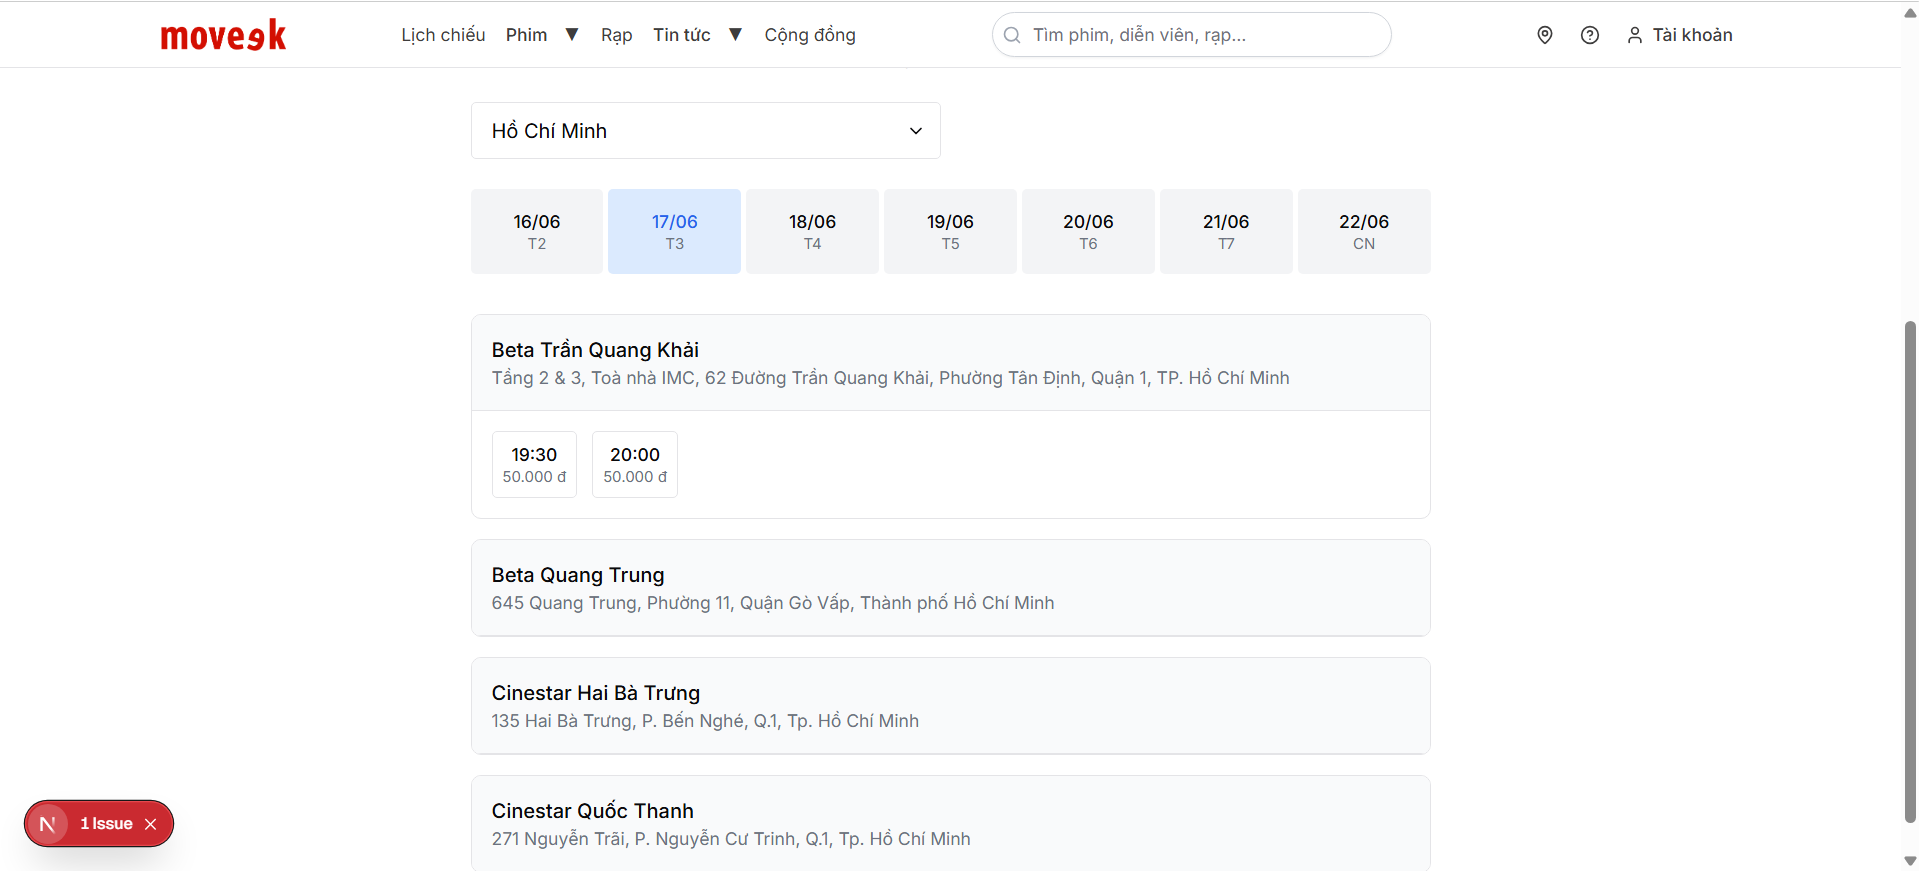 moveek
Lịch chiếu Phim ▼ Rạp Tin tức ▼ Cộng đồng
Tìm phim, diễn viên, rạp...
Tài khoản
Hồ Chí Minh
16/06
T2
17/06
T3
18/06
T4
19/06
T5
20/06
T6
21/06
T7
22/06
CN
Beta Trần Quang Khải
Tầng 2 & 3, Toà nhà IMC, 62 Đường Trần Quang Khải, Phường Tân Định, Quận 1, TP. Hồ Chí Minh
19:30
50.000 đ
20:00
50.000 đ
Beta Quang Trung
645 Quang Trung, Phường 11, Quận Gò Vấp, Thành phố Hồ Chí Minh
Cinestar Hai Bà Trưng
135 Hai Bà Trưng, P. Bến Nghé, Q.1, Tp. Hồ Chí Minh
Cinestar Quốc Thanh
271 Nguyễn Trãi, P. Nguyễn Cư Trinh, Q.1, Tp. Hồ Chí Minh
N 1 Issue